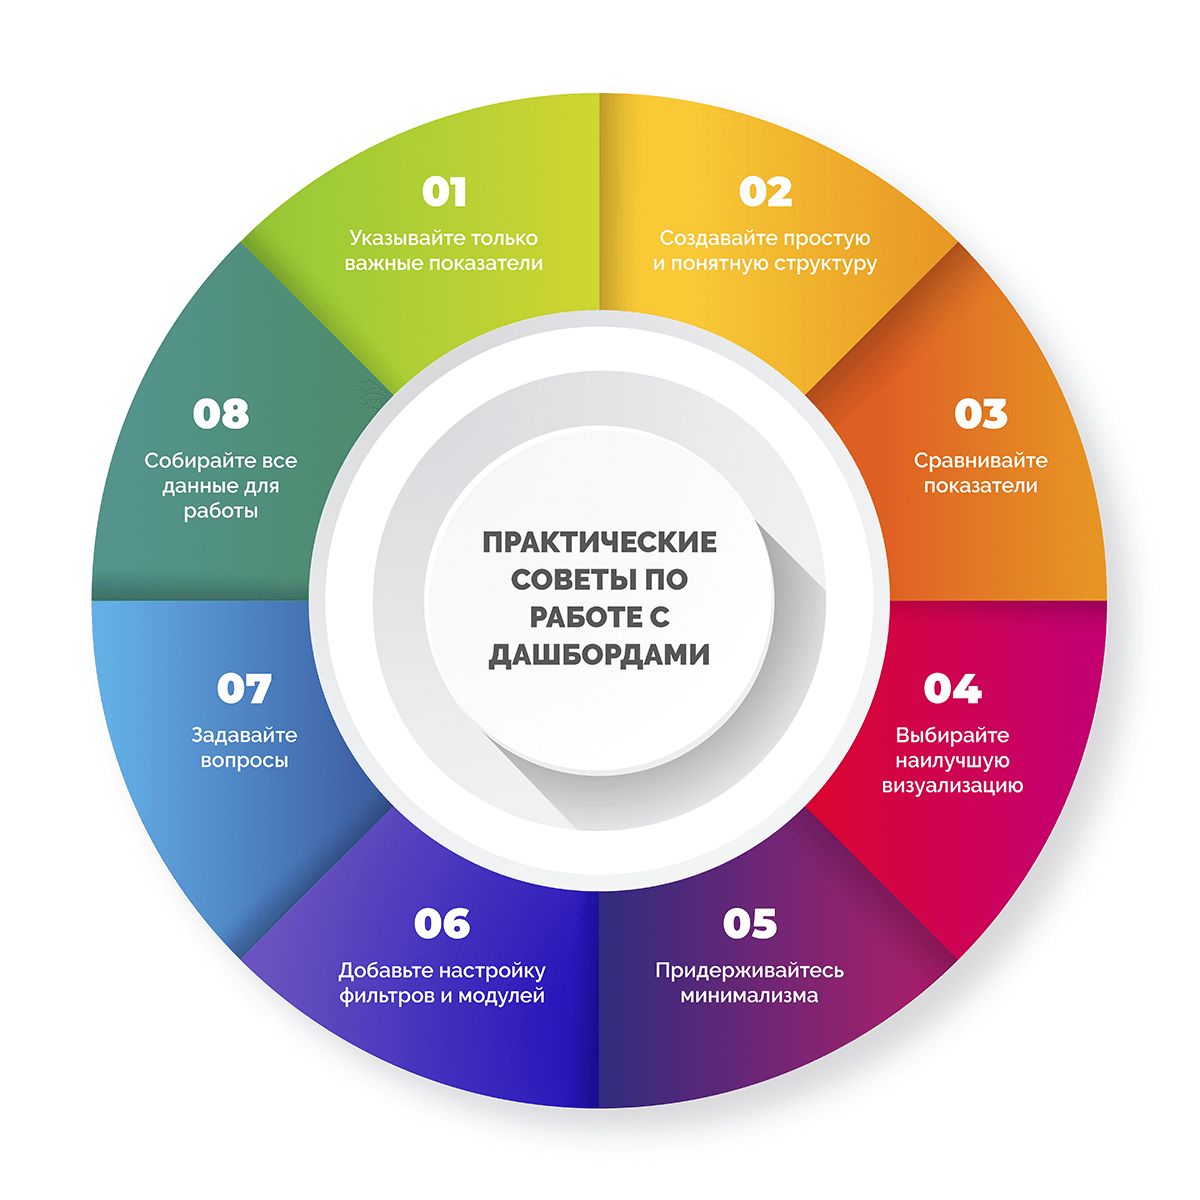 ПРАКТИЧЕСКИЕ
СОВЕТЫ ПО
РАБОТЕ С
ДАШБОРДАМИ
01
Указывайте только
важные показатели
02
Создавайте простую
и понятную структуру
03
Сравнивайте
показатели
04
Выбирайте
наилучшую
визуализацию
05
Придерживайтесь
минимализма
06
Добавьте настройку
фильтров и модулей
07
Задавайте
вопросы
08
Собирайте все
данные для
работы